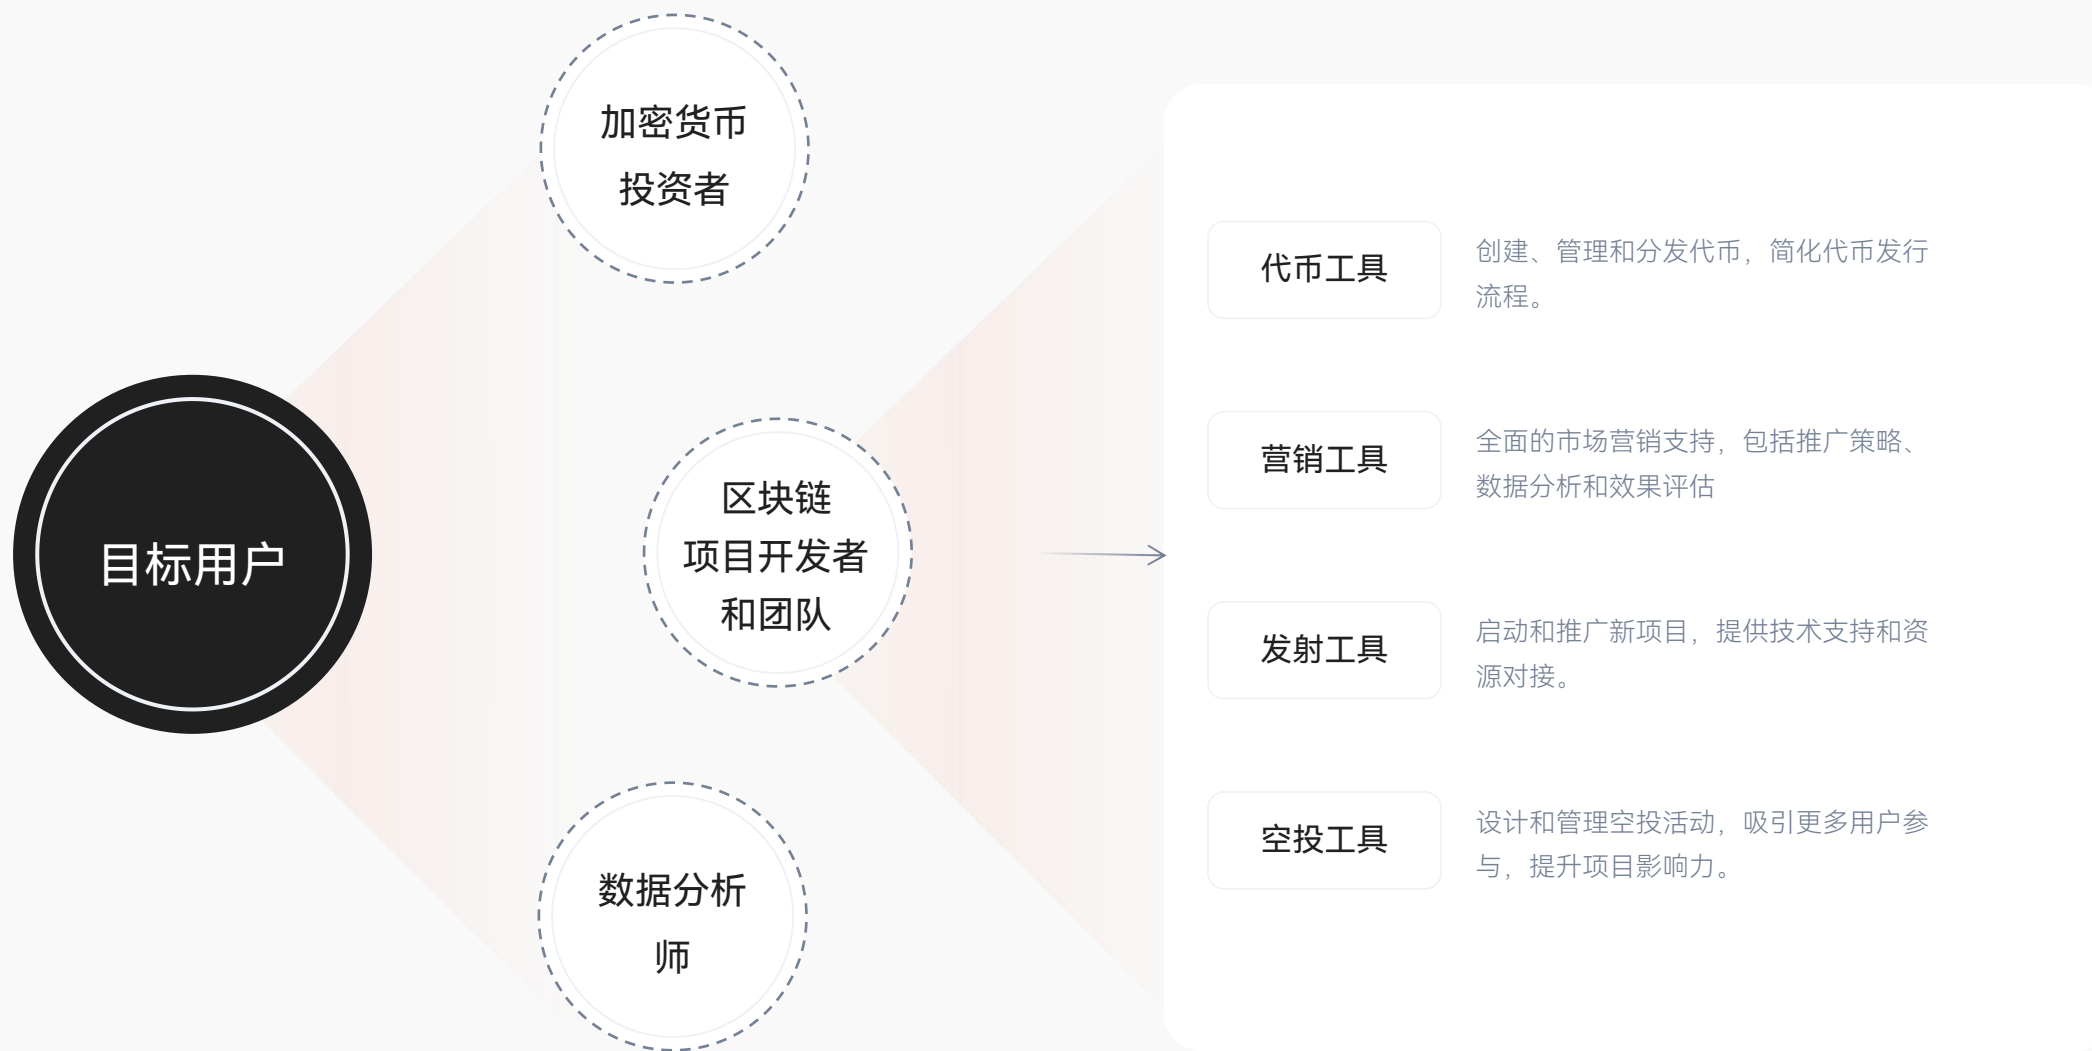 目标用户
加密货币
投资者
区块链
项目开发者
和团队
数据分析
师
代币工具
创建、管理和分发代币，简化代币发行
流程。
营销工具
全面的市场营销支持，包括推广策略、
数据分析和效果评估
发射工具
启动和推广新项目，提供技术支持和资
源对接。
空投工具
设计和管理空投活动，吸引更多用户参
与，提升项目影响力。